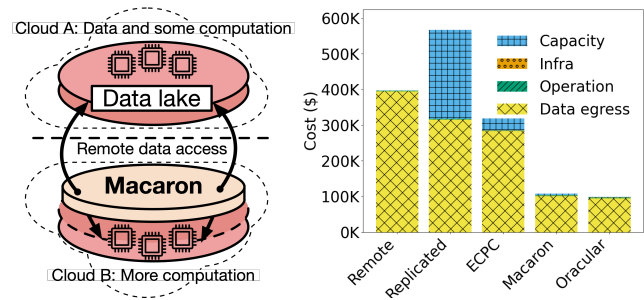 Cloud A: Data and some computation
Data lake
Remote data access
Macaron
Cloud B: More computation
Cost ($)
600K
500K
400K
300K
200K
100K
0K
Capacity
Infra
Operation
Data egress
Remote
Replicated
ECPC
Macaron
Oracular